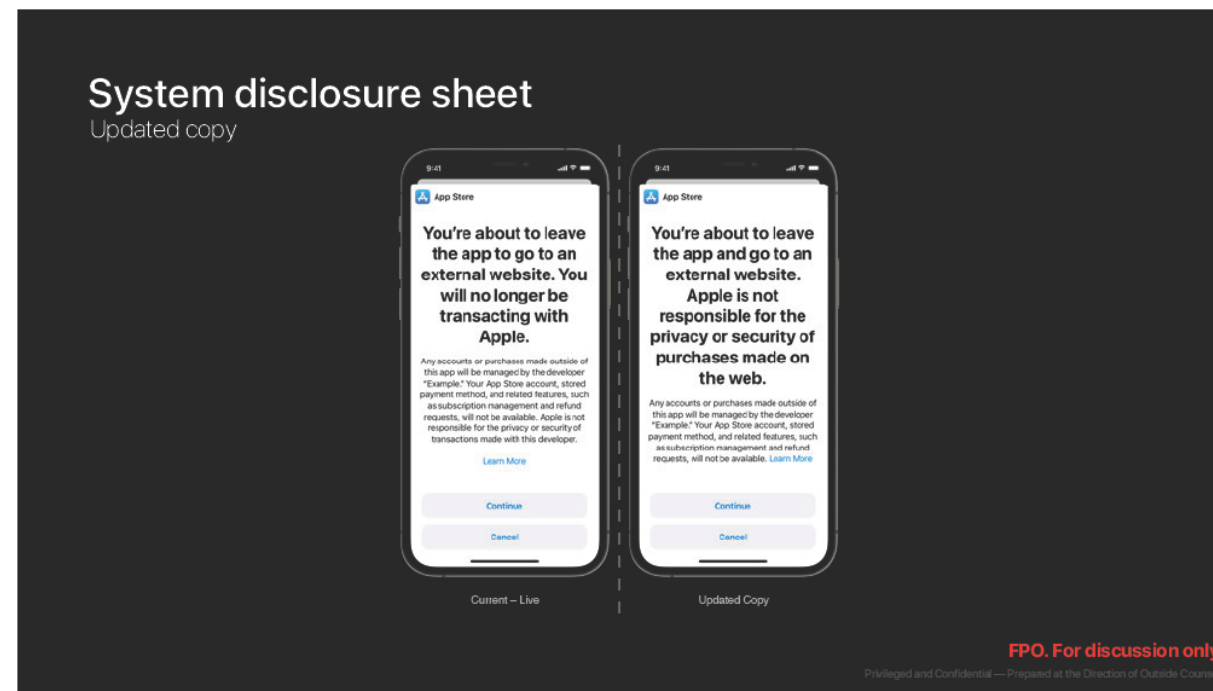 System disclosure sheet
Updated copy
9:41
App Store
You're about to leave
the app to go to an
external website. You
will no longer be
transacting with
Apple.
Any accounts or purchases made outside of
this app will be managed by the developer
"Example." Your App Store account, stored
payment method, and related features, such
as subscription management and refund
requests, will not be available. Apple is not
responsible for the privacy or security of
transactions made with this developer.
Learn More
Continue
Cancel
Current – Live
9:41
App Store
You're about to leave
the app and go to an
external website.
Apple is not
responsible for the
privacy or security of
purchases made on
the web.
Any accounts or purchases made outside of
this app will be managed by the developer
"Example." Your App Store account, stored
payment method, and related features, such
as subscription management and refund
requests, will not be available. Learn More
Continue
Cancel
Updated Copy
FPO. For discussion only
Privileged and Confidential — Prepared at the Direction of Outside Couns